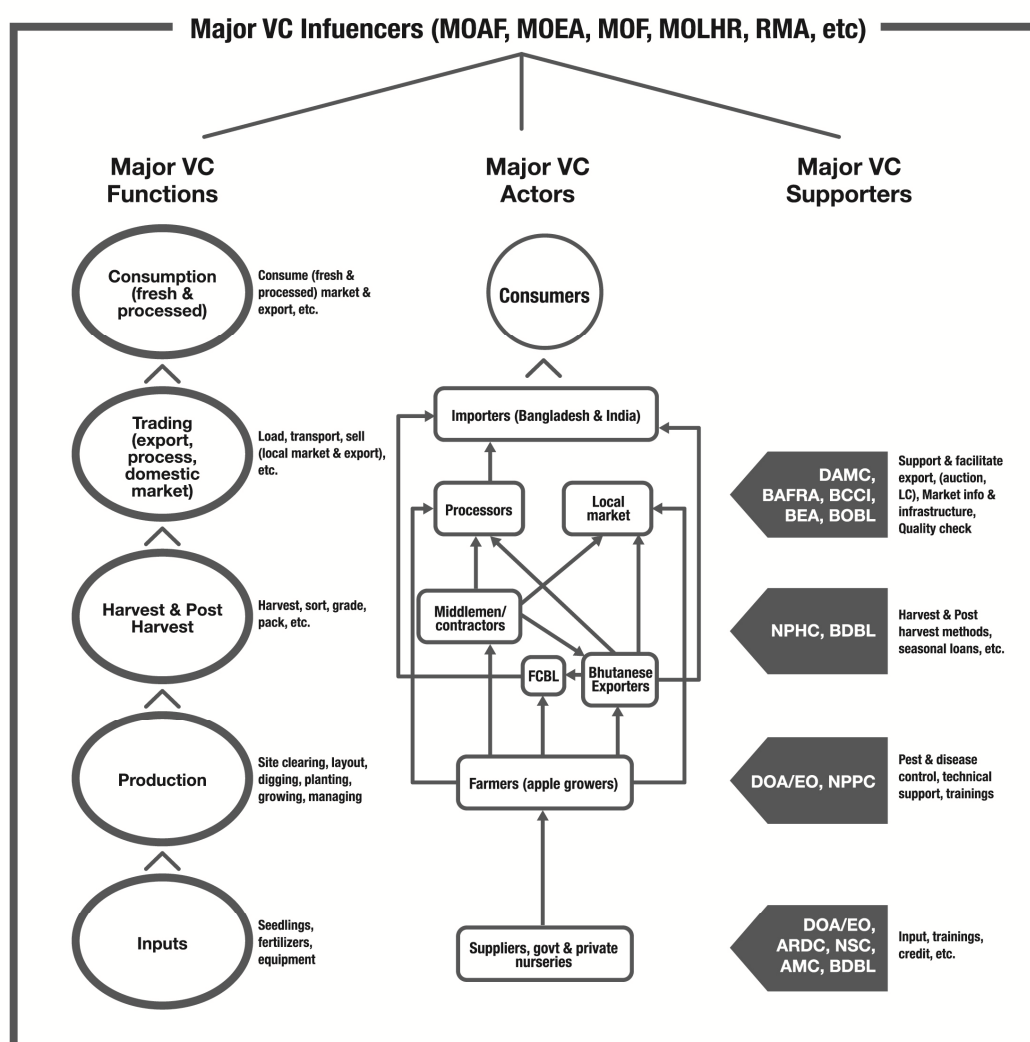 Major VC Infuencers (MOAF, MOEA, MOF, MOLHR, RMA, etc)
Major VC
Functions
Major VC
Actors
Major VC
Supporters
Consumption
(fresh &
processed)
Consume (fresh &
processed) market &
export, etc.
Consumers
Trading
(export,
process,
domestic
market)
Load, transport, sell
(local market & export),
etc.
Importers (Bangladesh & India)
Processors
Local
market
DAMC,
BAFRA, BCCI,
BEA, BOBL
Support & facilitate
export, (auction,
LC), Market info &
infrastructure,
Quality check
Harvest & Post
Harvest
Harvest, sort, grade,
pack, etc.
Middlemen/
contractors
FCBL
Bhutanese
Exporters
NPHC, BDBL
Harvest & Post
harvest methods,
seasonal loans, etc.
Production
Site clearing, layout,
digging, planting,
growing, managing
Farmers (apple growers)
DOA/EO, NPPC
Pest & disease
control, technical
support, trainings
Inputs
Seedlings,
fertilizers,
equipment
Suppliers, govt & private
nurseries
DOA/EO,
ARDC, NSC,
AMC, BDBL
Input, trainings,
credit, etc.